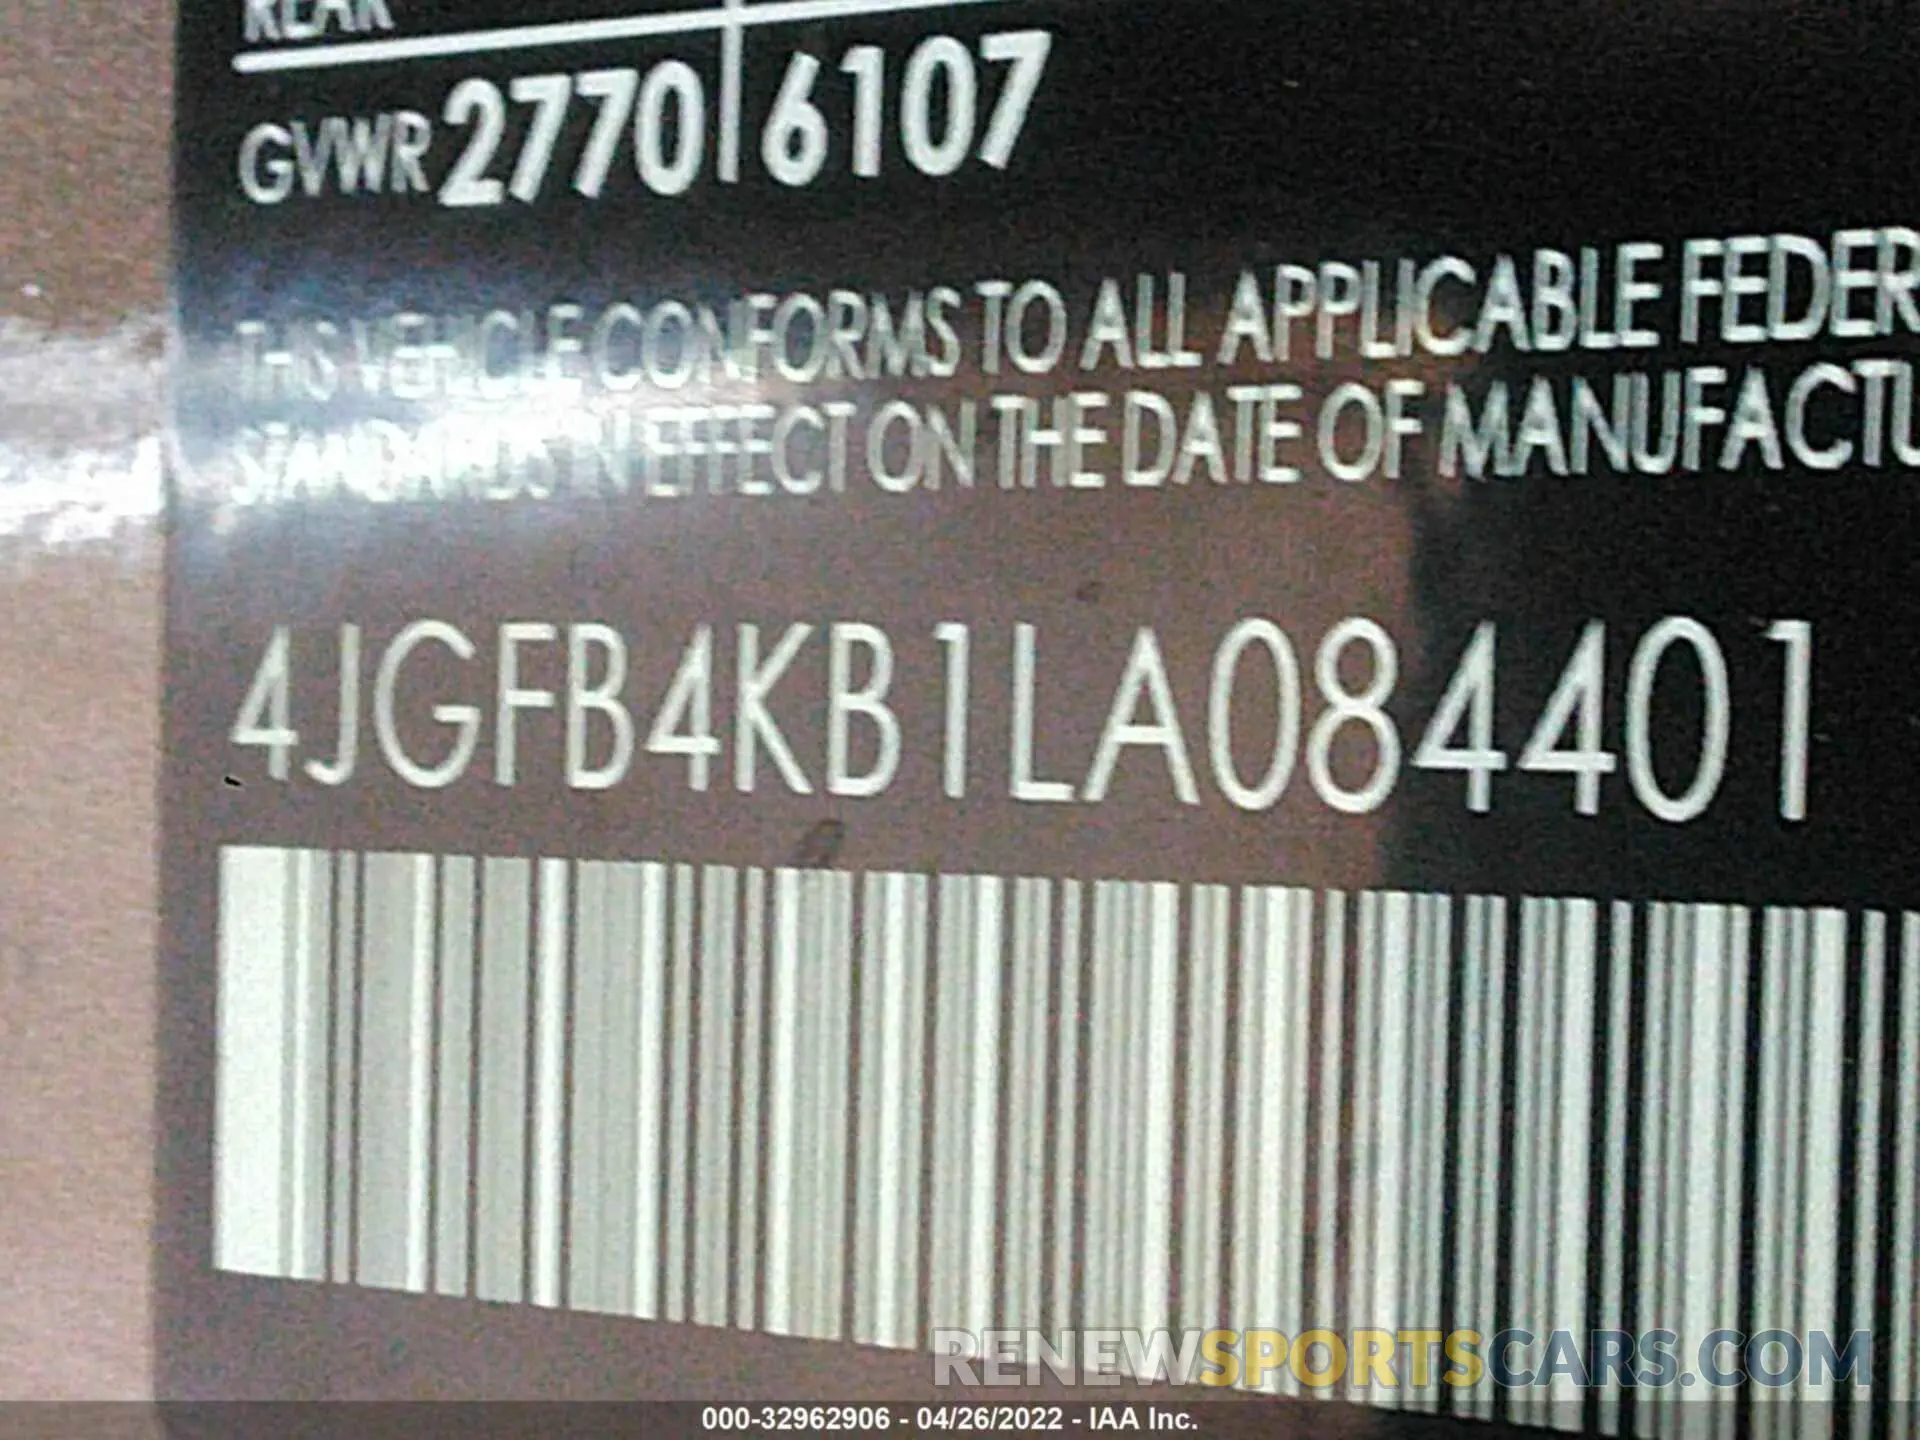 REAR
GVWR 2770 6107
THIS VEHICLE CONFORMS TO ALL APPLICABLE FEDER
STANDARDS IN EFFECT ON THE DATE OF MANUFACTU
4JGFB4KB1LA084401
RENEWSPORTSCARS.COM
000-32962906 - 04/26/2022 - IAA Inc.